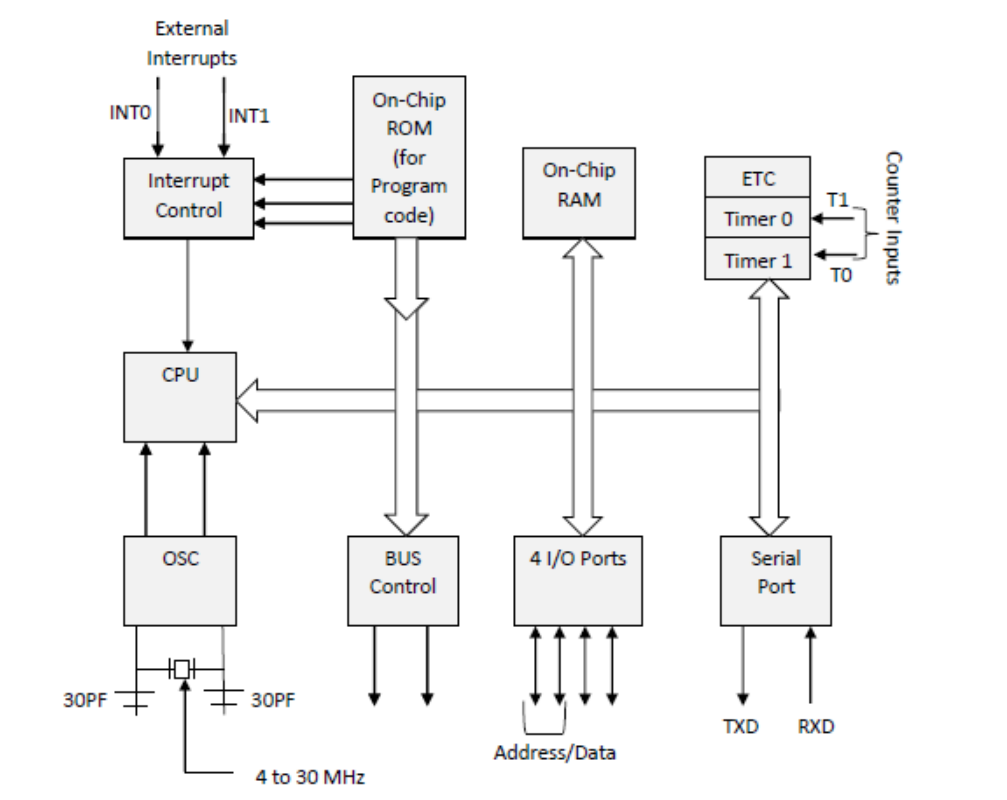 External
Interrupts
INT0
INT1
On-Chip
ROM
(for
Program
code)
Interrupt
Control
On-Chip
RAM
ETC
Timer 0
Timer 1
T1
T0
Counter Inputs
CPU
OSC
BUS
Control
4 I/O Ports
Serial
Port
30PF
30PF
4 to 30 MHz
Address/Data
TXD
RXD